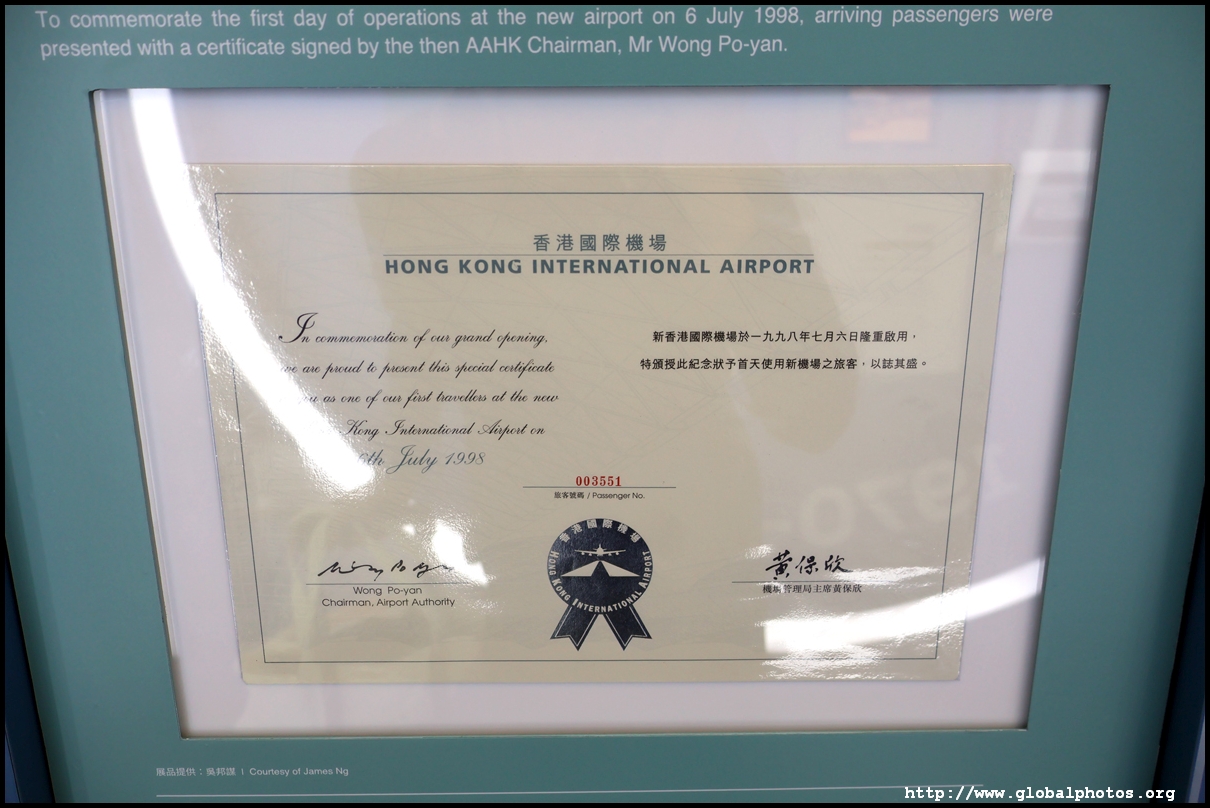 To commemorate the first day of operations at the new airport on 6 July 1998, arriving passengers were
presented with a certificate signed by the then AAHK Chairman, Mr Wong Po-yan.
香港國際機場
HONG KONG INTERNATIONAL AIRPORT
In commemoration of our grand opening,
we are proud to present this special certificate
as one of our first travellers at the new
Kong International Airport on
6th July 1998
新香港國際機場於一九九八年七月六日隆重啟用，
特頒授此紀念狀予首天使用新機場之旅客，以誌其盛。
003551
旅客號碼 / Passenger No.
香港國際機場
HONG KONG INTERNATIONAL AIRPORT
Wong Po-yan
Chairman, Airport Authority
黃保欣
機場管理局主席黃保欣
展品提供：吳邦謀 | Courtesy of James Ng
http://www.globalphotos.org